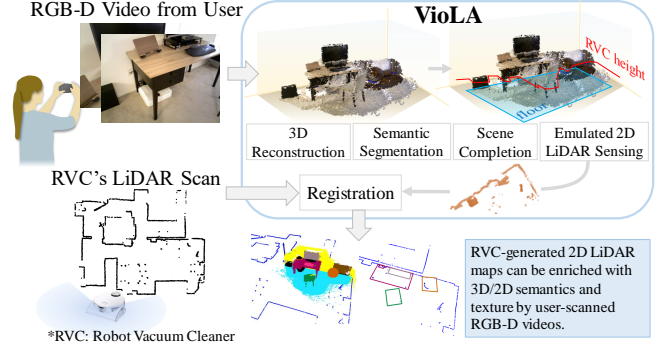 RGB-D Video from User
VioLA
RVC height
floor
3D
Reconstruction
Semantic
Segmentation
Scene
Completion
Emulated 2D
LiDAR Sensing
RVC's LiDAR Scan
Registration
RVC-generated 2D LiDAR
maps can be enriched with
3D/2D semantics and
texture by user-scanned
RGB-D videos.
*RVC: Robot Vacuum Cleaner